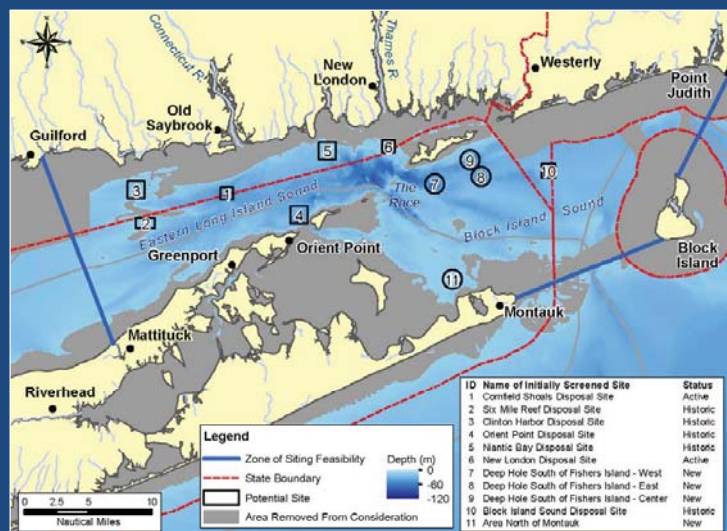 Connecticut R.
Thames R.
Westerly
New
London
Point
Judith
Old
Saybrook
Guilford
5
6
9
10
3
7
8
1
The
Race
2
Eastern Long Island Sound
4
Block Island Sound
Orient Point
Greenport
Block
Island
11
Montauk
Mattituck
Riverhead
Legend
Zone of Siting Feasibility
State Boundary
Potential Site
Area Removed From Consideration
Depth (m)
0
-60
-120
0 2.5 5 10
Nautical Miles
ID Name of Initially Screened Site Status
1 Cornfield Shoals Disposal Site Active
2 Six Mile Reef Disposal Site Historic
3 Clinton Harbor Disposal Site Historic
4 Orient Point Disposal Site Historic
5 Niantic Bay Disposal Site Historic
6 New London Disposal Site Active
7 Deep Hole South of Fishers Island - West New
8 Deep Hole South of Fishers Island - East New
9 Deep Hole South of Fishers Island - Center New
10 Block Island Sound Disposal Site Historic
11 Area North of Montauk New